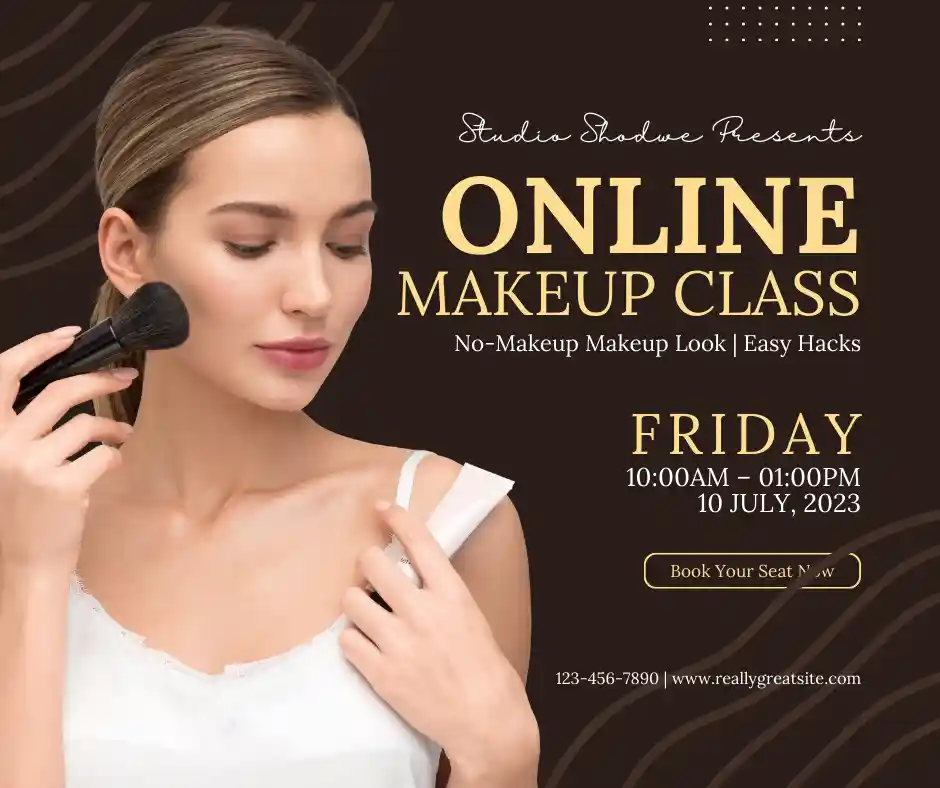 Studio Shodwe Presents
ONLINE
MAKEUP CLASS
No-Makeup Makeup Look | Easy Hacks
FRIDAY
10:00AM – 01:00PM
10 JULY, 2023
Book Your Seat Now
123-456-7890 | www.reallygreatsite.com